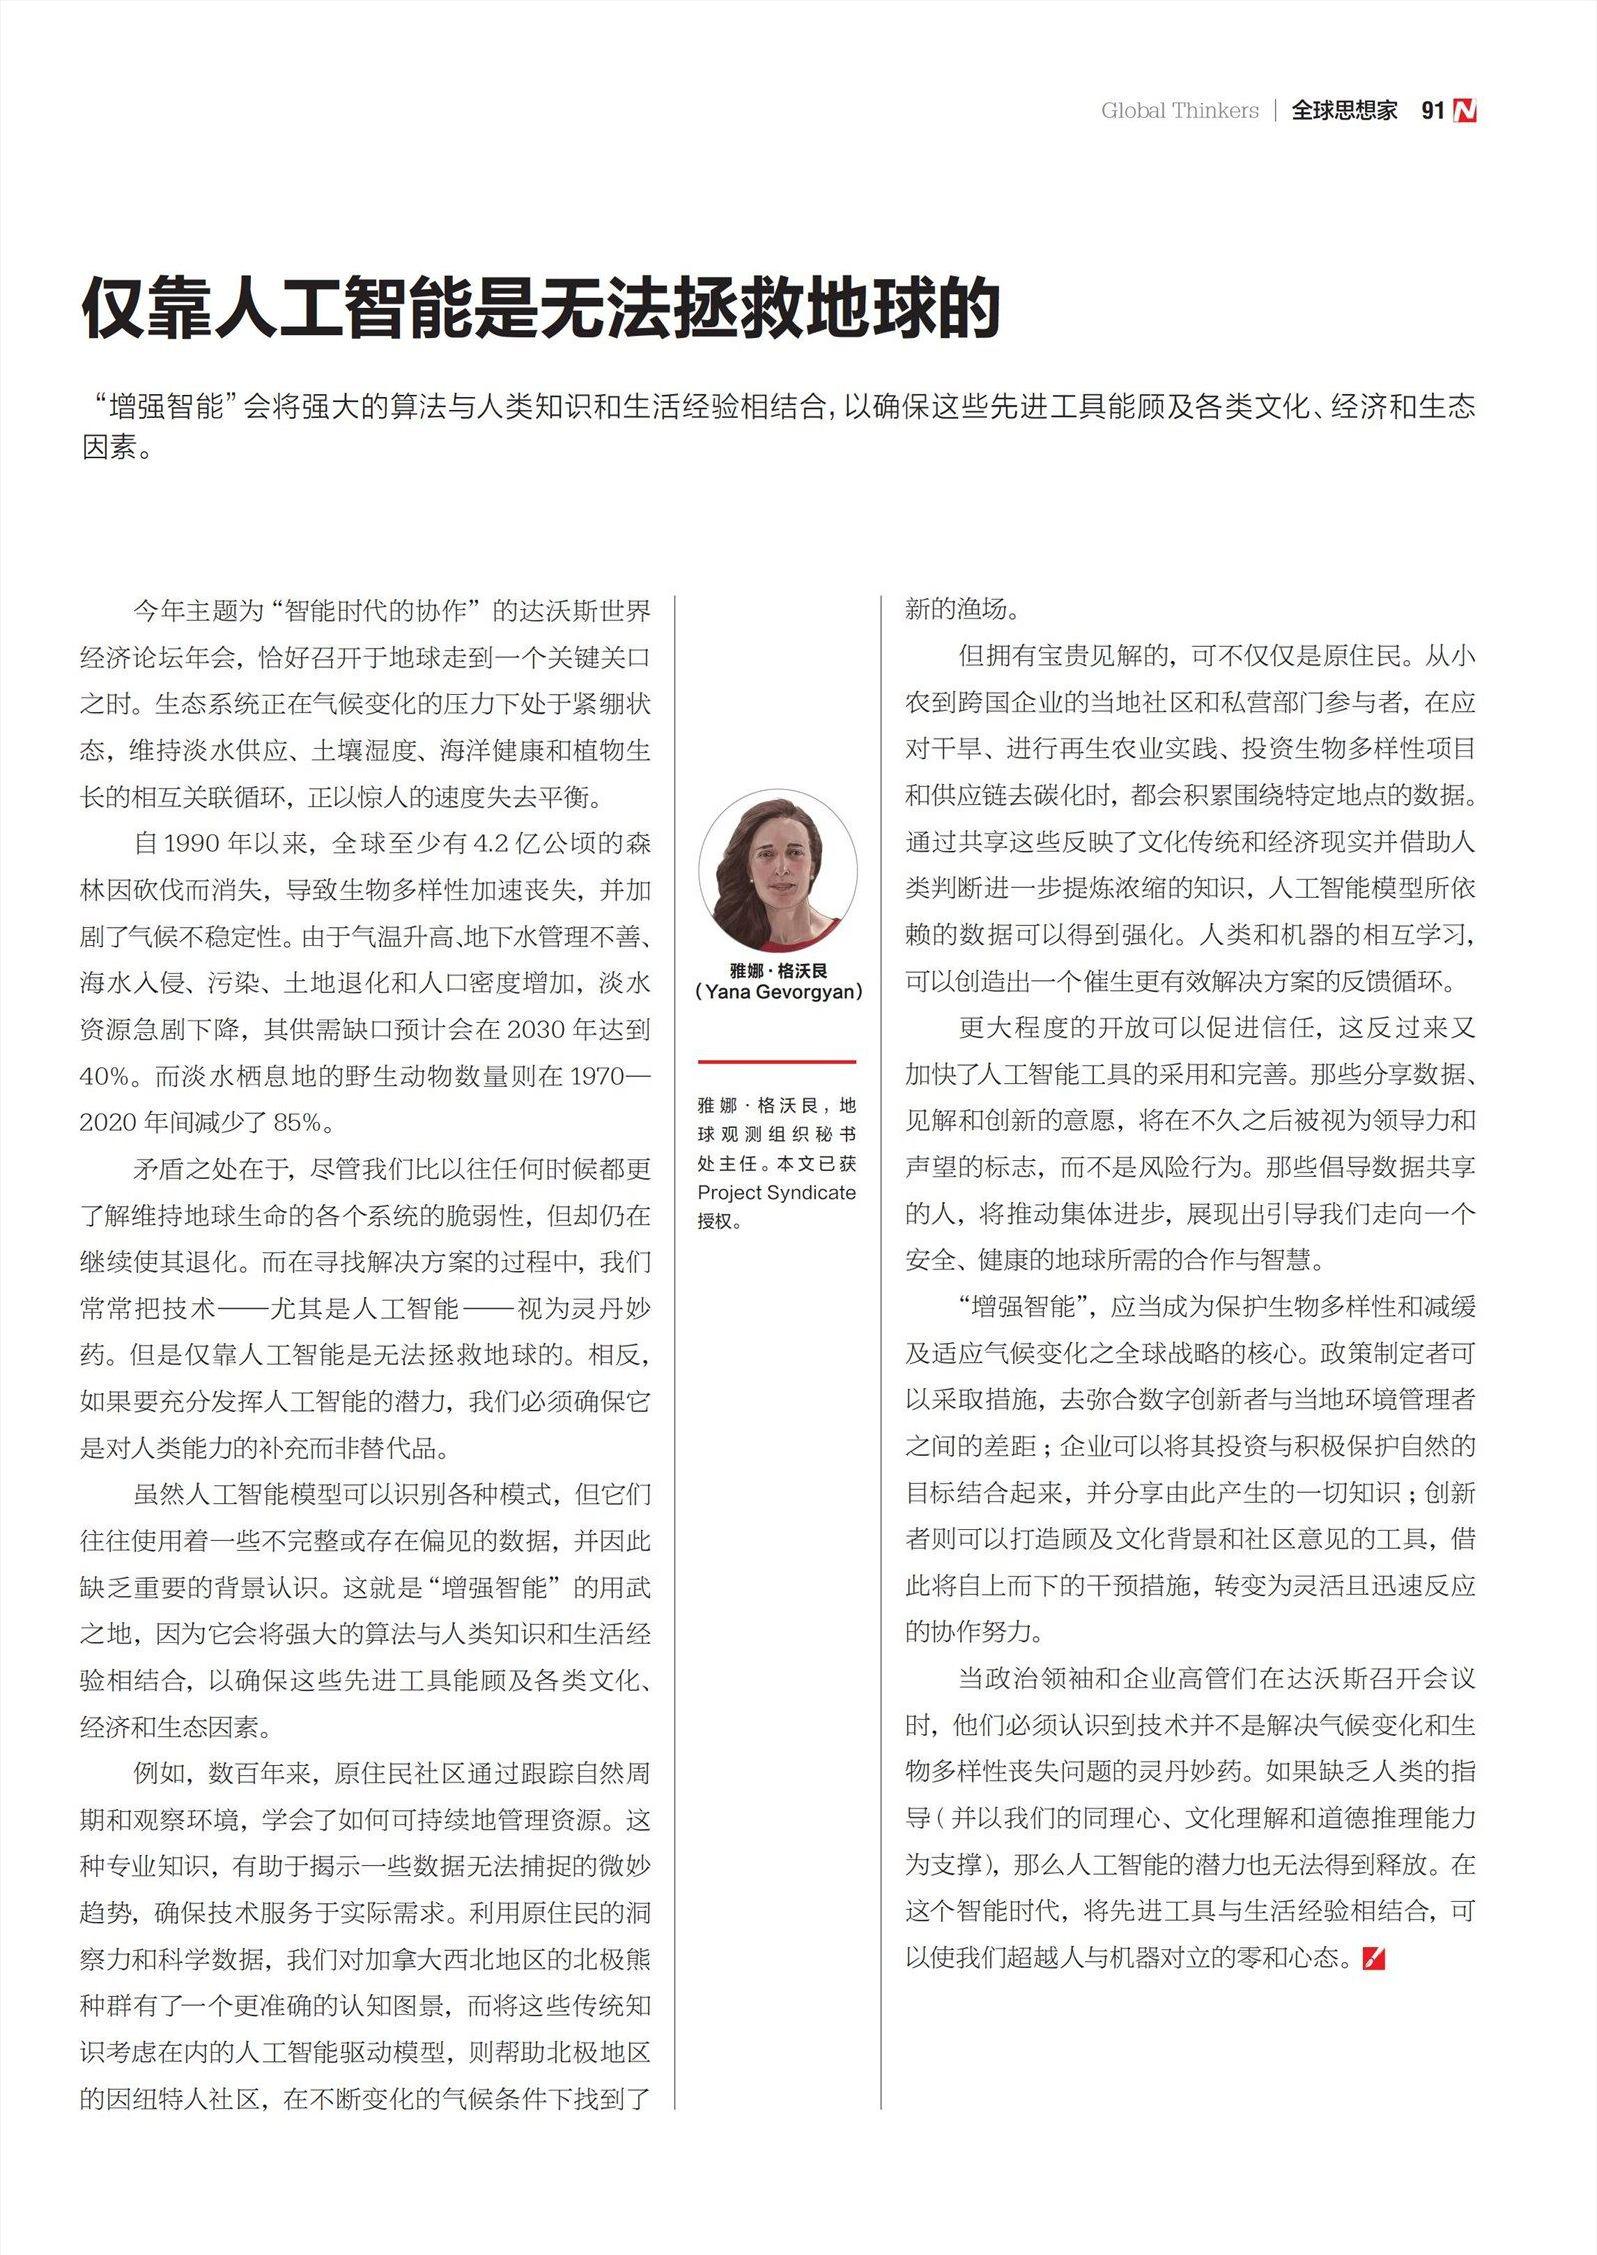 Global Thinkers | 全球思想家 91 N
仅靠人工智能是无法拯救地球的
“增强智能”会将强大的算法与人类知识和生活经验相结合,以确保这些先进工具能顾及各类文化、经济和生态
因素。
今年主题为“智能时代的协作”的达沃斯世界
经济论坛年会，恰好召开于地球走到一个关键关口
之时。生态系统正在气候变化的压力下处于紧绷状
态，维持淡水供应、土壤湿度、海洋健康和植物生
长的相互关联循环，正以惊人的速度失去平衡。
自 1990 年以来，全球至少有 4.2 亿公顷的森
林因砍伐而消失，导致生物多样性加速丧失，并加
剧了气候不稳定性。由于气温升高、地下水管理不善、
海水入侵、污染、土地退化和人口密度增加，淡水
资源急剧下降，其供需缺口预计会在 2030 年达到
40%。而淡水栖息地的野生动物数量则在 1970—
2020 年间减少了 85%。
矛盾之处在于，尽管我们比以往任何时候都更
了解维持地球生命的各个系统的脆弱性，但却仍在
继续使其退化。而在寻找解决方案的过程中，我们
常常把技术——尤其是人工智能——视为灵丹妙
药。但是仅靠人工智能是无法拯救地球的。相反，
如果要充分发挥人工智能的潜力，我们必须确保它
是对人类能力的补充而非替代品。
虽然人工智能模型可以识别各种模式，但它们
往往使用着一些不完整或存在偏见的数据，并因此
缺乏重要的背景认识。这就是“增强智能”的用武
之地，因为它会将强大的算法与人类知识和生活经
验相结合，以确保这些先进工具能顾及各类文化、
经济和生态因素。
例如，数百年来，原住民社区通过跟踪自然周
期和观察环境，学会了如何可持续地管理资源。这
种专业知识，有助于揭示一些数据无法捕捉的微妙
趋势，确保技术服务于实际需求。利用原住民的洞
察力和科学数据，我们对加拿大西北地区的北极熊
种群有了一个更准确的认知图景，而将这些传统知
识考虑在内的人工智能驱动模型，则帮助北极地区
的因纽特人社区，在不断变化的气候条件下找到了
雅娜·格沃艮
（Yana Gevorgyan）
雅娜·格沃艮，地
球观测组织秘书
处主任。本文已获
Project Syndicate
授权。
新的渔场。
但拥有宝贵见解的，可不仅仅是原住民。从小
农到跨国企业的当地社区和私营部门参与者，在应
对干旱、进行再生农业实践、投资生物多样性项目
和供应链去碳化时，都会积累围绕特定地点的数据。
通过共享这些反映了文化传统和经济现实并借助人
类判断进一步提炼浓缩的知识，人工智能模型所依
赖的数据可以得到强化。人类和机器的相互学习，
可以创造出一个催生更有效解决方案的反馈循环。
更大程度的开放可以促进信任，这反过来又
加快了人工智能工具的采用和完善。那些分享数据、
见解和创新的意愿，将在不久之后被视为领导力和
声望的标志，而不是风险行为。那些倡导数据共享
的人，将推动集体进步，展现出引导我们走向一个
安全、健康的地球所需的合作与智慧。
“增强智能”，应当成为保护生物多样性和减缓
及适应气候变化之全球战略的核心。政策制定者可
以采取措施，去弥合数字创新者与当地环境管理者
之间的差距；企业可以将其投资与积极保护自然的
目标结合起来，并分享由此产生的一切知识；创新
者则可以打造顾及文化背景和社区意见的工具，借
此将自上而下的干预措施，转变为灵活且迅速反应
的协作努力。
当政治领袖和企业高管们在达沃斯召开会议
时，他们必须认识到技术并不是解决气候变化和生
物多样性丧失问题的灵丹妙药。如果缺乏人类的指
导（并以我们的同理心、文化理解和道德推理能力
为支撑），那么人工智能的潜力也无法得到释放。在
这个智能时代，将先进工具与生活经验相结合，可
以使我们超越人与机器对立的零和心态。